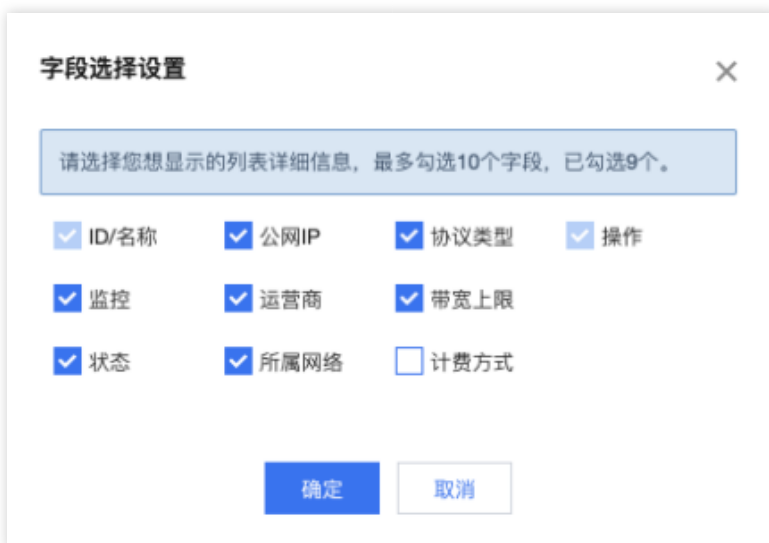 字段选择设置
请选择您想显示的列表详细信息，最多勾选10个字段，已勾选9个。
ID/名称 公网IP 协议类型 操作
监控 运营商 带宽上限
状态 所属网络 计费方式
确定 取消